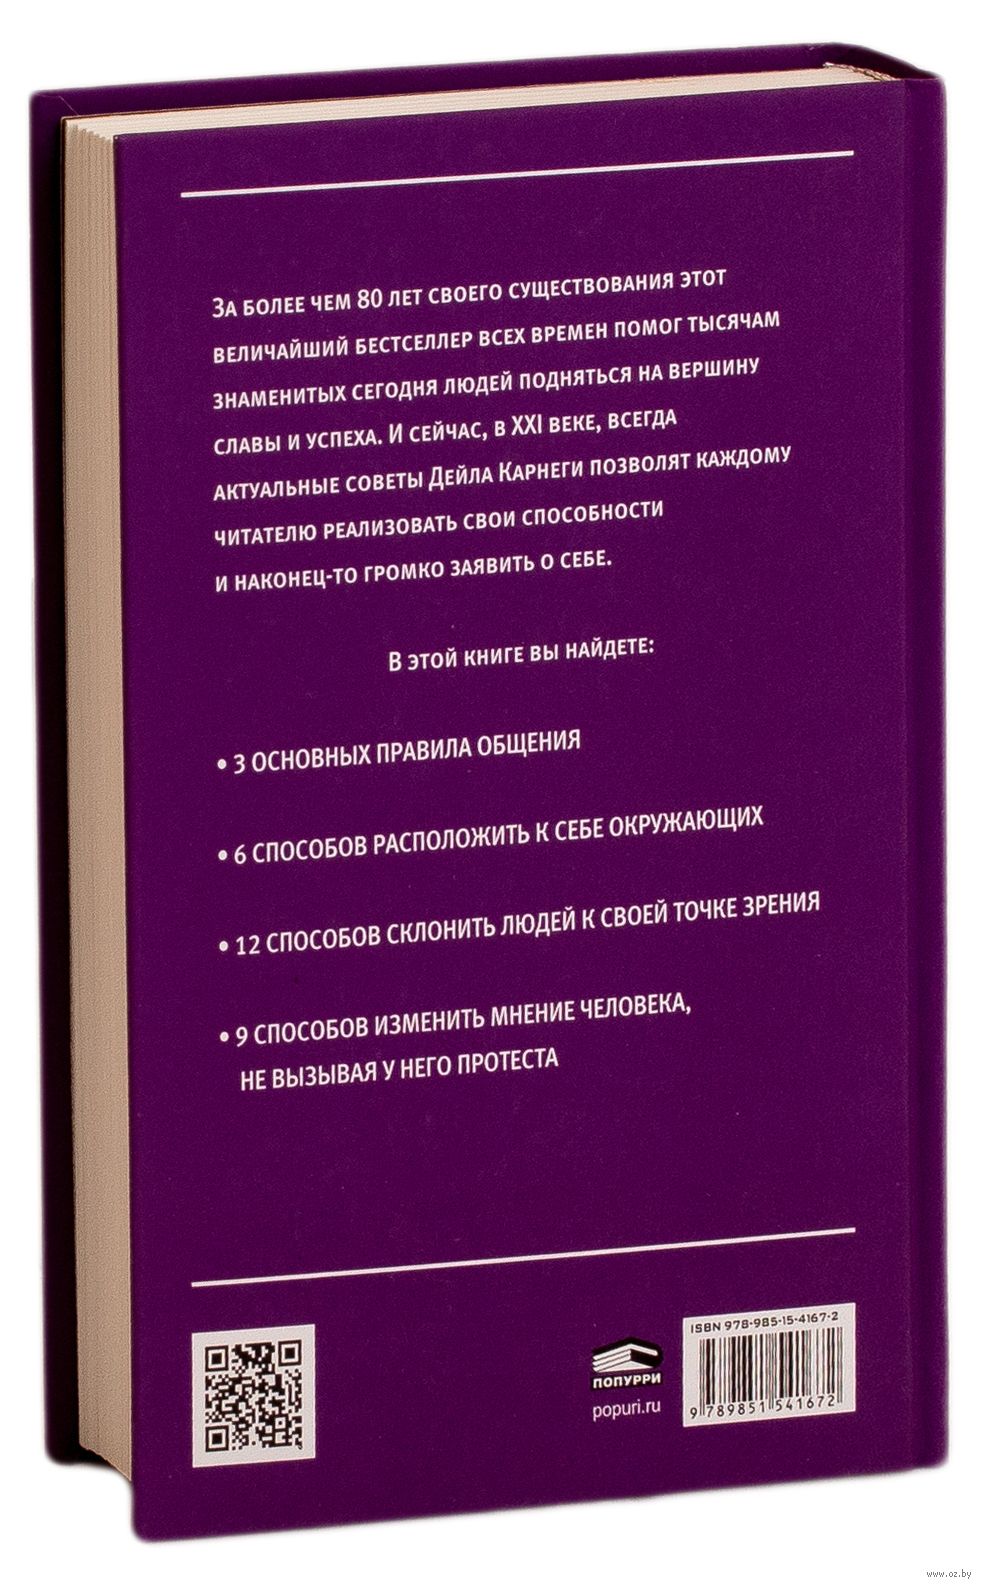 За более чем 80 лет своего существования этот
величайший бестселлер всех времен помог тысячам
знаменитых сегодня людей подняться на вершину
славы и успеха. И сейчас, в XXI веке, всегда
актуальные советы Дейла Карнеги позволят каждому
читателю реализовать свои способности
и наконец-то громко заявить о себе.
В этой книге вы найдете:
• 3 ОСНОВНЫХ ПРАВИЛА ОБЩЕНИЯ
• 6 СПОСОБОВ РАСПОЛОЖИТЬ К СЕБЕ ОКРУЖАЮЩИХ
• 12 СПОСОБОВ СКЛОНИТЬ ЛЮДЕЙ К СВОЕЙ ТОЧКЕ ЗРЕНИЯ
• 9 СПОСОБОВ ИЗМЕНИТЬ МНЕНИЕ ЧЕЛОВЕКА,
НЕ ВЫЗЫВАЯ У НЕГО ПРОТЕСТА
ПОПУРРИ
popuri.ru
ISBN 978-985-15-4167-2
9 789851 541672
www.oz.by